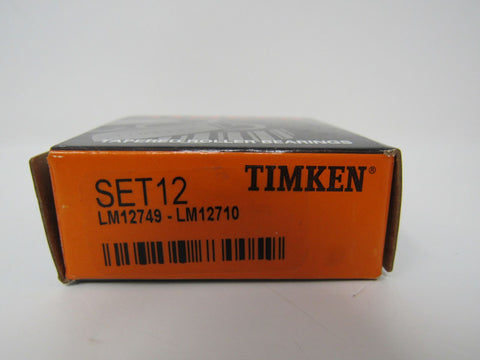 TAPERED ROLLER BEARINGS
SET12
TIMKEN®
LM12749 - LM12710